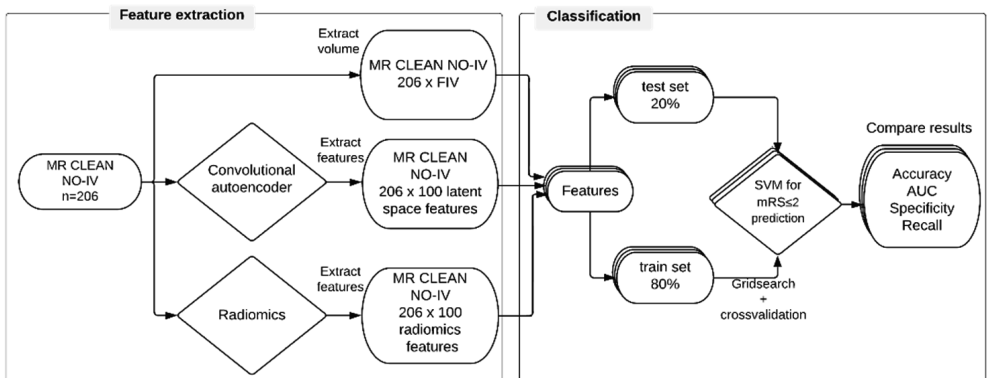 Feature extraction
Classification
Extract
volume
MR CLEAN NO-IV
206 x FIV
MR CLEAN
NO-IV
n=206
Convolutional
autoencoder
Extract
features
MR CLEAN
NO-IV
206 x 100 latent
space features
Radiomics
Extract
features
MR CLEAN
NO-IV
206 x 100
radiomics
features
Features
test set
20%
train set
80%
SVM for
mRS≤2
prediction
Gridsearch
+
crossvalidation
Compare results
Accuracy
AUC
Specificity
Recall